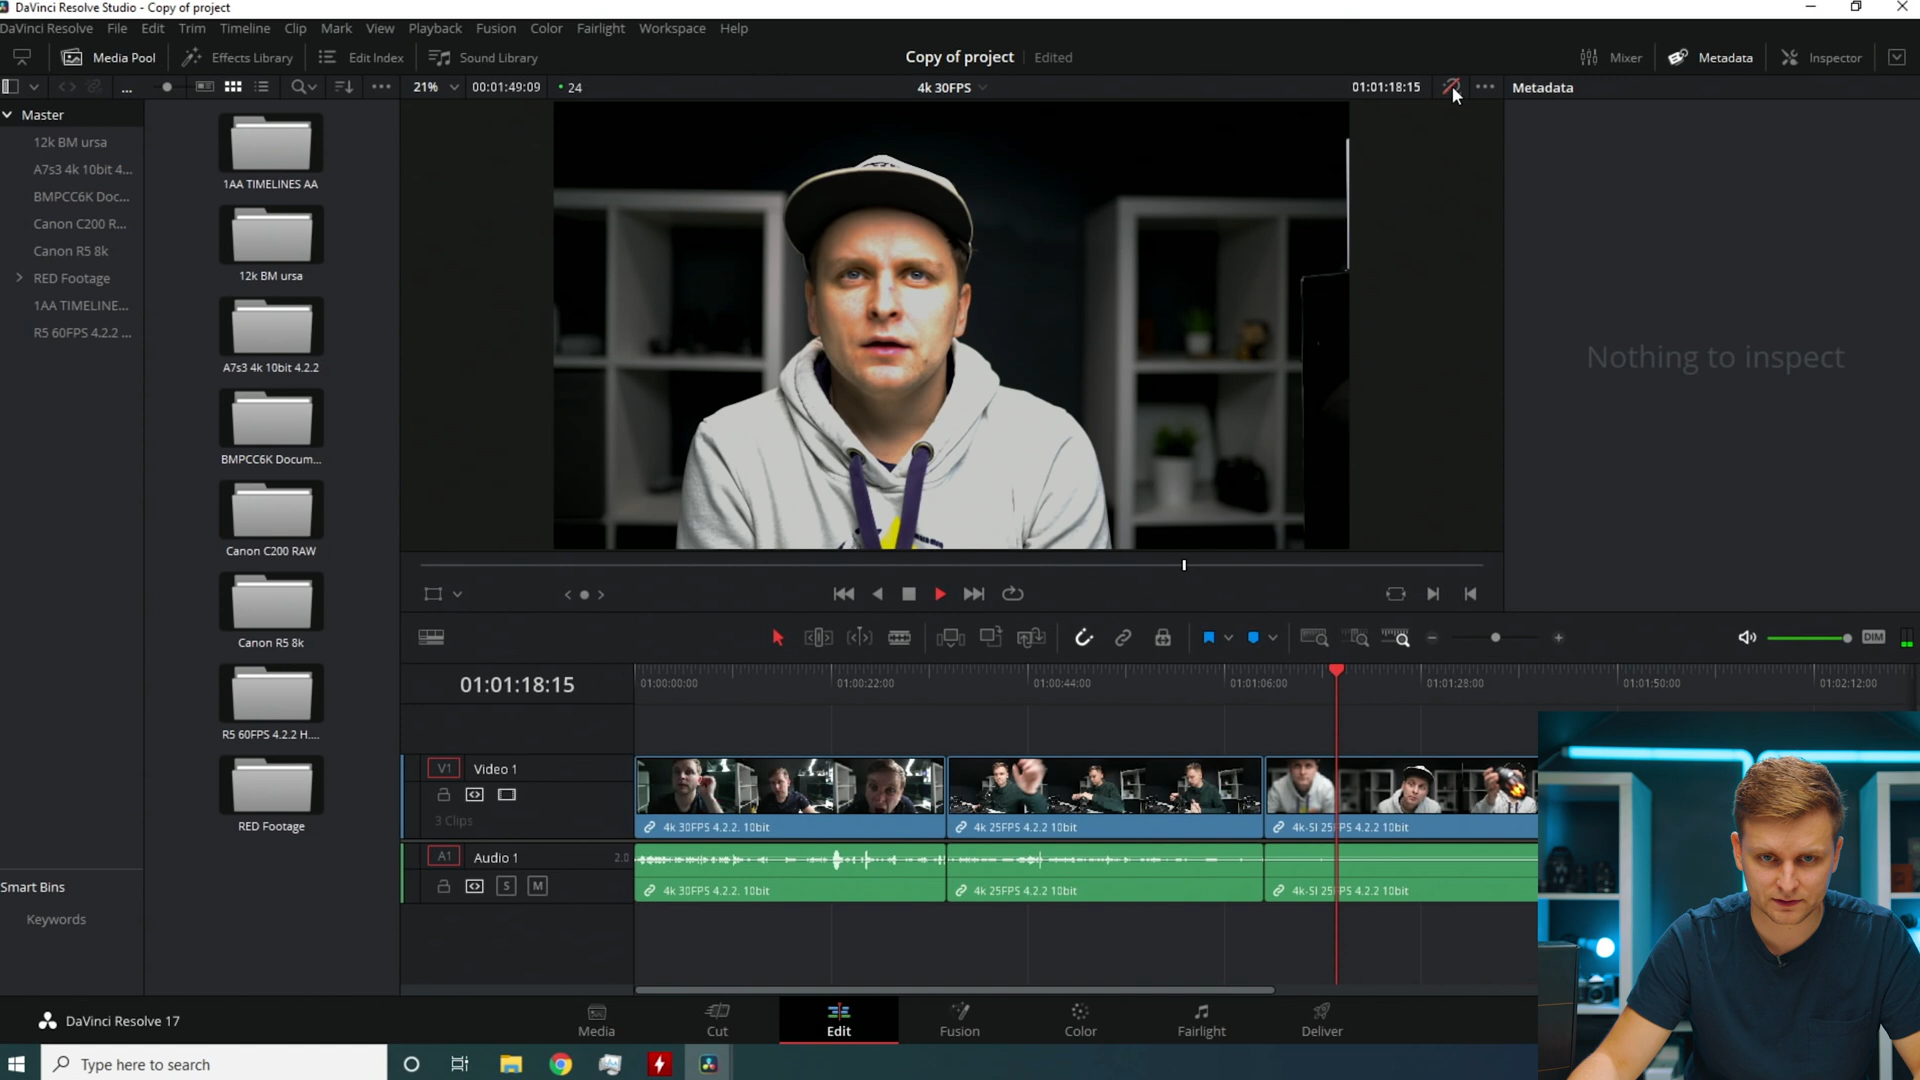 DaVinci Resolve Studio - Copy of project
DaVinci Resolve File Edit Trim Timeline Clip Mark View Playback Fusion Color Fairlight Workspace Help
Media Pool Effects Library Edit Index Sound Library Copy of project Edited Mixer Metadata Inspector
... 21% 00:01:49:09 24 4k 30FPS 01:01:18:15 Metadata
Master
12k BM ursa
A7s3 4k 10bit 4...
BMPCC6K Doc...
Canon C200 R...
Canon R5 8k
RED Footage
1AA TIMELINE...
R5 60FPS 4.2.2 ...
1AA TIMELINES AA
12k BM ursa
A7s3 4k 10bit 4.2.2
BMPCC6K Docum...
Canon C200 RAW
Canon R5 8k
R5 60FPS 4.2.2 H....
RED Footage
Nothing to inspect
DIM
01:01:18:15
01:00:00:00 01:00:22:00 01:00:44:00 01:01:06:00 01:01:28:00 01:01:50:00 01:02:12:00
V1 Video 1
3 Clips
4k 30FPS 4.2.2. 10bit 4k 25FPS 4.2.2 10bit 4k-SI 25FPS 4.2.2 10bit
A1 Audio 1 2.0
S M
4k 30FPS 4.2.2. 10bit 4k 25FPS 4.2.2 10bit 4k-SI 25FPS 4.2.2 10bit
Smart Bins
Keywords
DaVinci Resolve 17
Media Cut Edit Fusion Color Fairlight Deliver
Type here to search